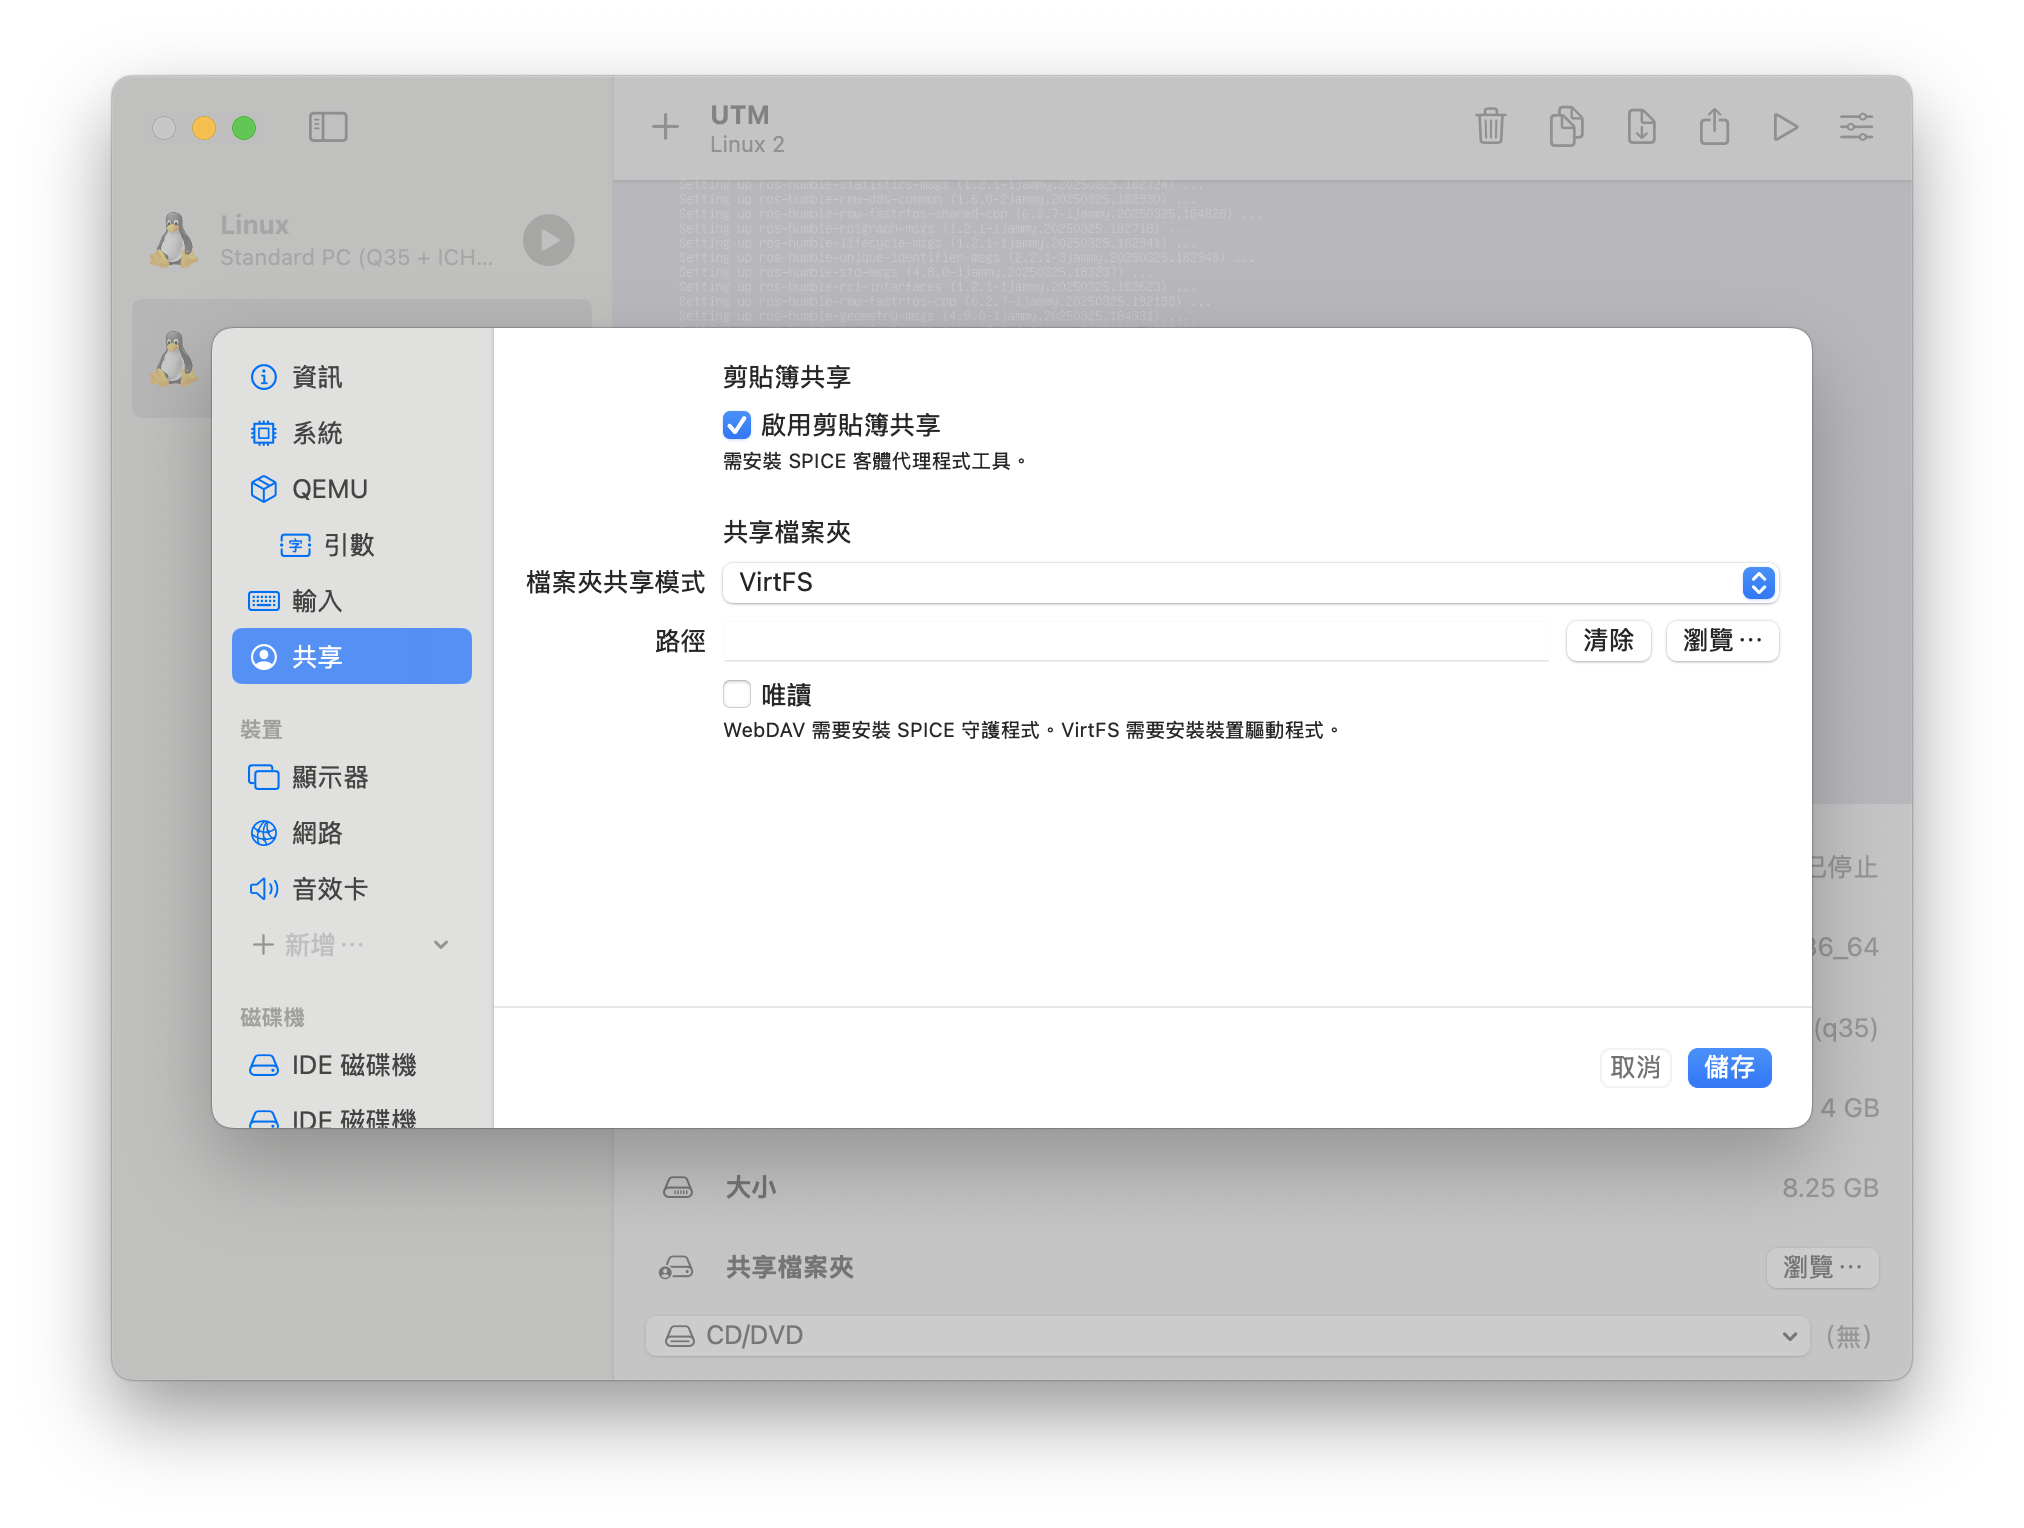 UTM
Linux 2
Linux
Standard PC (Q35 + ICH...
Setting up ros-humble-statistics-msgs (1.2.1-1jammy.20250325.182724) ...
Setting up ros-humble-rmw-dds-common (1.6.0-2jammy.20250325.182930) ...
Setting up ros-humble-rmw-fastrtps-shared-cpp (6.2.7-1jammy.20250325.184828) ...
Setting up ros-humble-rosgraph-msgs (1.2.1-1jammy.20250325.182718) ...
Setting up ros-humble-lifecycle-msgs (1.2.1-1jammy.20250325.182941) ...
Setting up ros-humble-unique-identifier-msgs (2.2.1-3jammy.20250325.182948) ...
Setting up ros-humble-std-msgs (4.8.0-1jammy.20250325.183237) ...
Setting up ros-humble-rcl-interfaces (1.2.1-1jammy.20250325.182623) ...
Setting up ros-humble-rmw-fastrtps-cpp (6.2.7-1jammy.20250325.192133) ...
Setting up ros-humble-geometry-msgs (4.8.0-1jammy.20250325.184331) ...
資訊
系統
QEMU
字 引數
輸入
共享
裝置
顯示器
網路
音效卡
新增⋯
磁碟機
IDE 磁碟機
IDE 磁碟機
剪貼簿共享
啟用剪貼簿共享
需安裝 SPICE 客體代理程式工具。
共享檔案夾
檔案夾共享模式 VirtFS
路徑 清除 瀏覽⋯
唯讀
WebDAV 需要安裝 SPICE 守護程式。VirtFS 需要安裝裝置驅動程式。
取消 儲存
已停止
86_64
(q35)
4 GB
大小 8.25 GB
共享檔案夾 瀏覽⋯
CD/DVD (無)